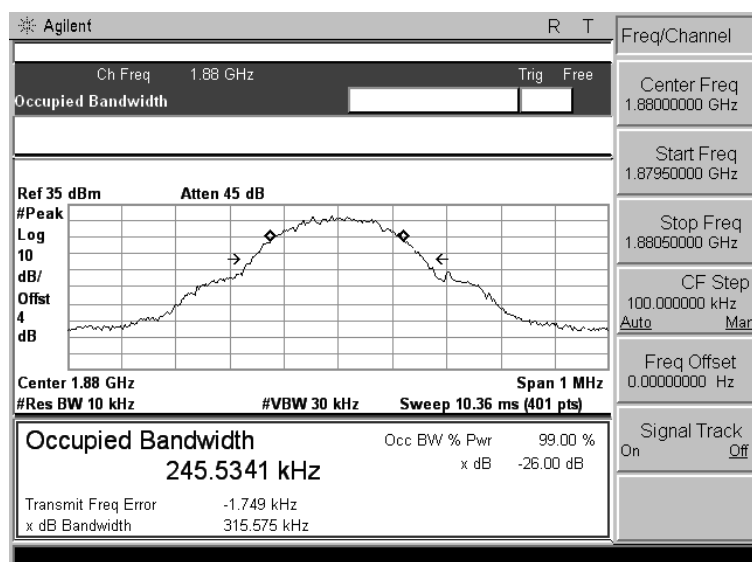 Agilent R T
Freq/Channel
Ch Freq 1.88 GHz Trig Free
Occupied Bandwidth
Center Freq
1.88000000 GHz
Start Freq
1.87950000 GHz
Stop Freq
1.88050000 GHz
CF Step
100.000000 kHz
Auto Man
Freq Offset
0.00000000 Hz
Signal Track
On Off
Ref 35 dBm Atten 45 dB
#Peak
Log
10
dB/
Offst
4
dB
Center 1.88 GHz Span 1 MHz
#Res BW 10 kHz #VBW 30 kHz Sweep 10.36 ms (401 pts)
Occupied Bandwidth Occ BW % Pwr 99.00 %
245.5341 kHz x dB -26.00 dB
Transmit Freq Error -1.749 kHz
x dB Bandwidth 315.575 kHz